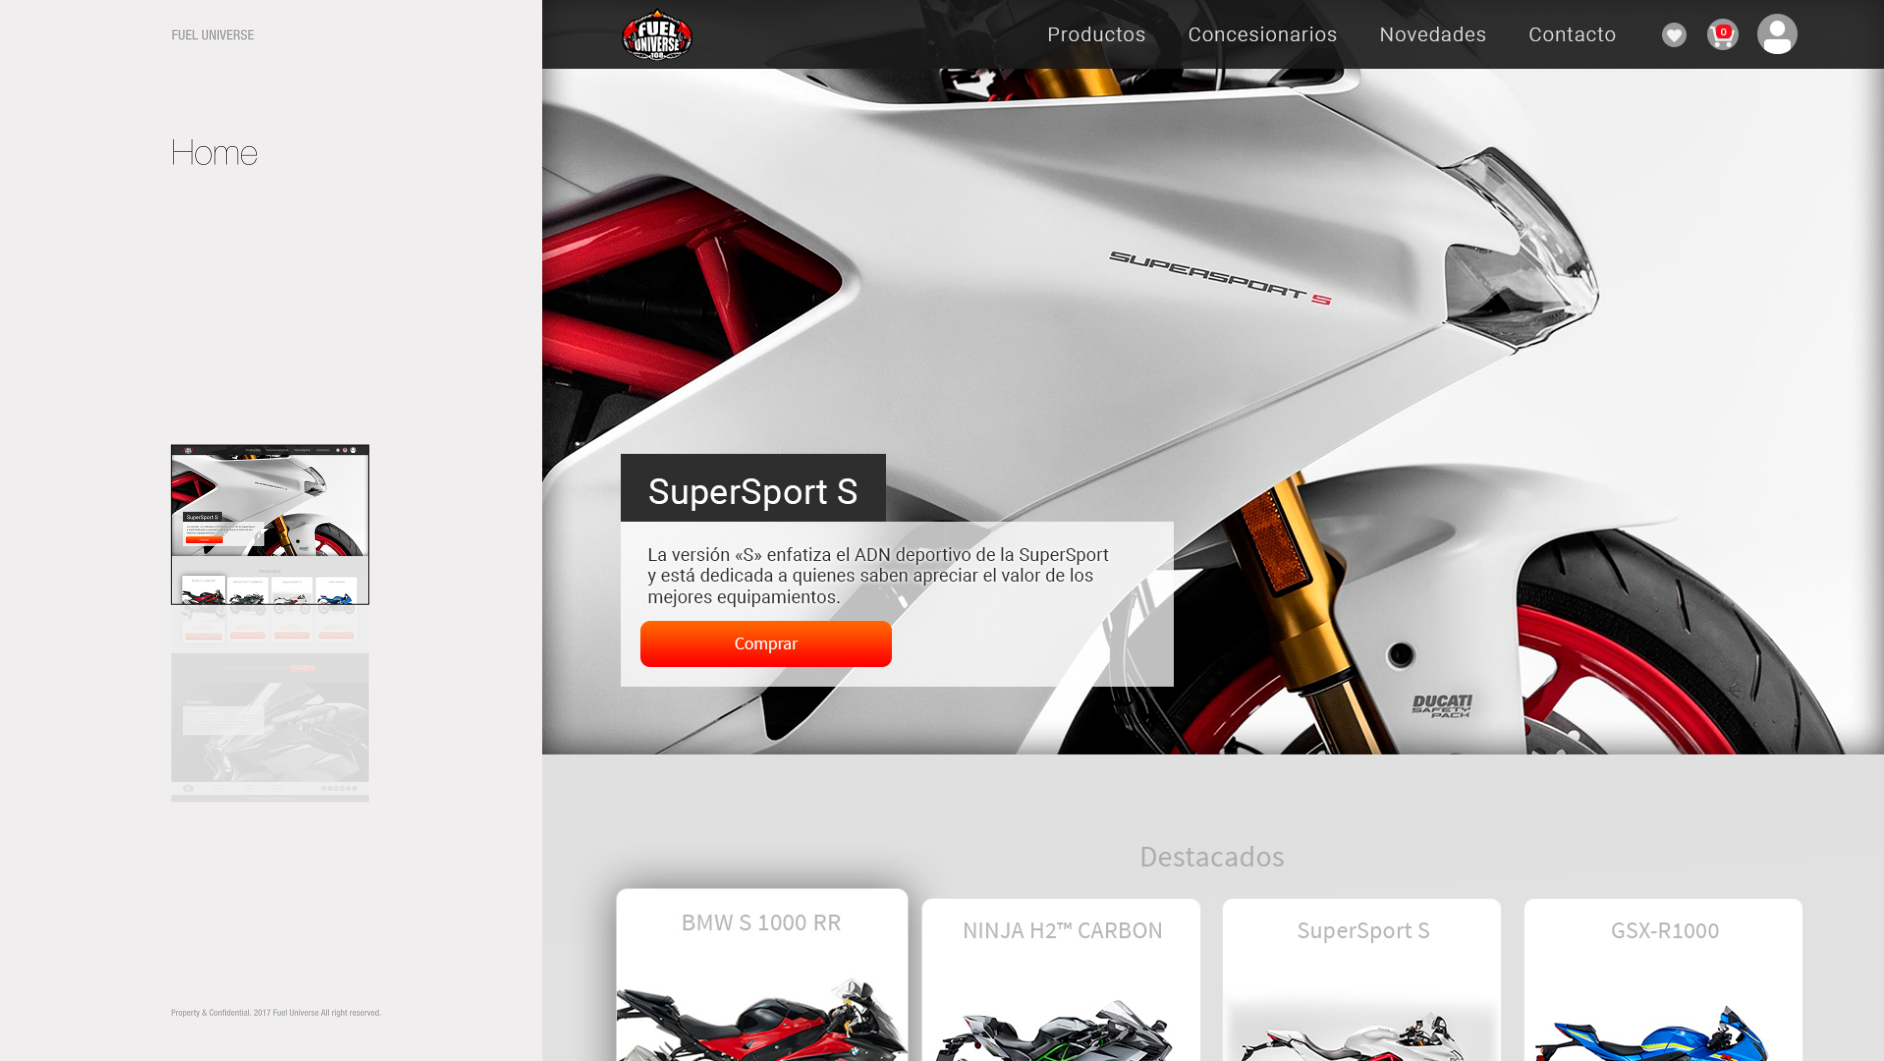 FUEL UNIVERSE
Home
FUEL
UNIVERSE
108
Productos
Concesionarios
Novedades
Contacto
0
SUPERSPORT S
SuperSport S
La versión «S» enfatiza el ADN deportivo de la SuperSport
y está dedicada a quienes saben apreciar el valor de los
mejores equipamientos.
Comprar
DUCATI
SAFETY
PACK
Destacados
BMW S 1000 RR
NINJA H2™ CARBON
SuperSport S
GSX-R1000
SuperSport S
Property & Confidential. 2017 Fuel Universe All right reserved.